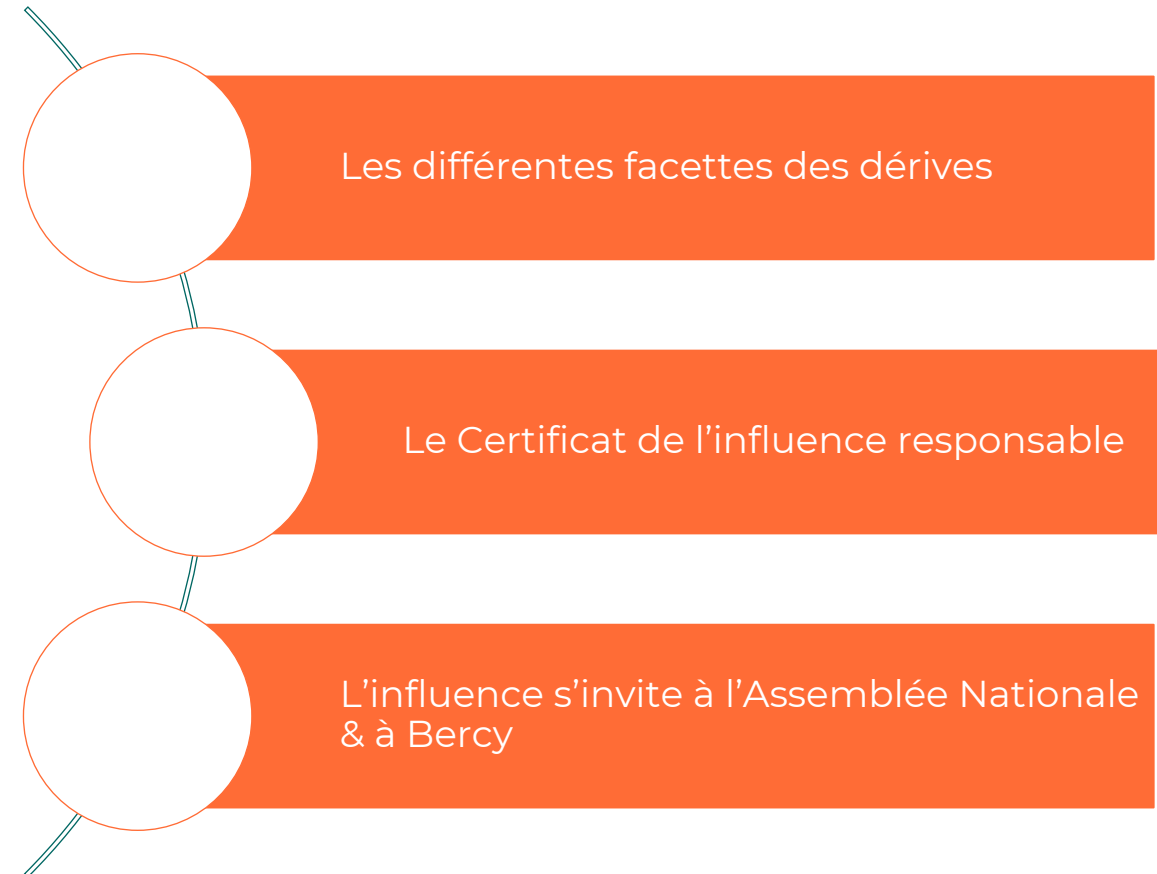 Les différentes facettes des dérives
Le Certificat de l’influence responsable
L’influence s’invite à l’Assemblée Nationale
& à Bercy